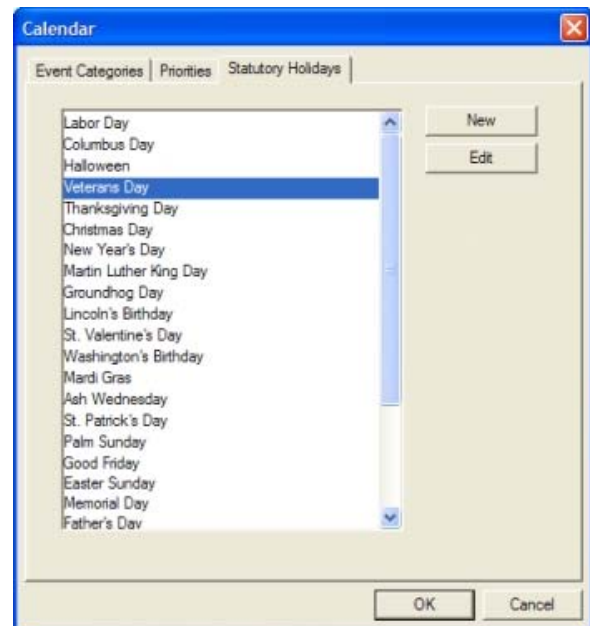 Calendar
Event Categories Priorities Statutory Holidays
Labor Day
Columbus Day
Halloween
Veterans Day
Thanksgiving Day
Christmas Day
New Year's Day
Martin Luther King Day
Groundhog Day
Lincoln's Birthday
St. Valentine's Day
Washington's Birthday
Mardi Gras
Ash Wednesday
St. Patrick's Day
Palm Sunday
Good Friday
Easter Sunday
Memorial Day
Father's Day
New
Edit
OK Cancel